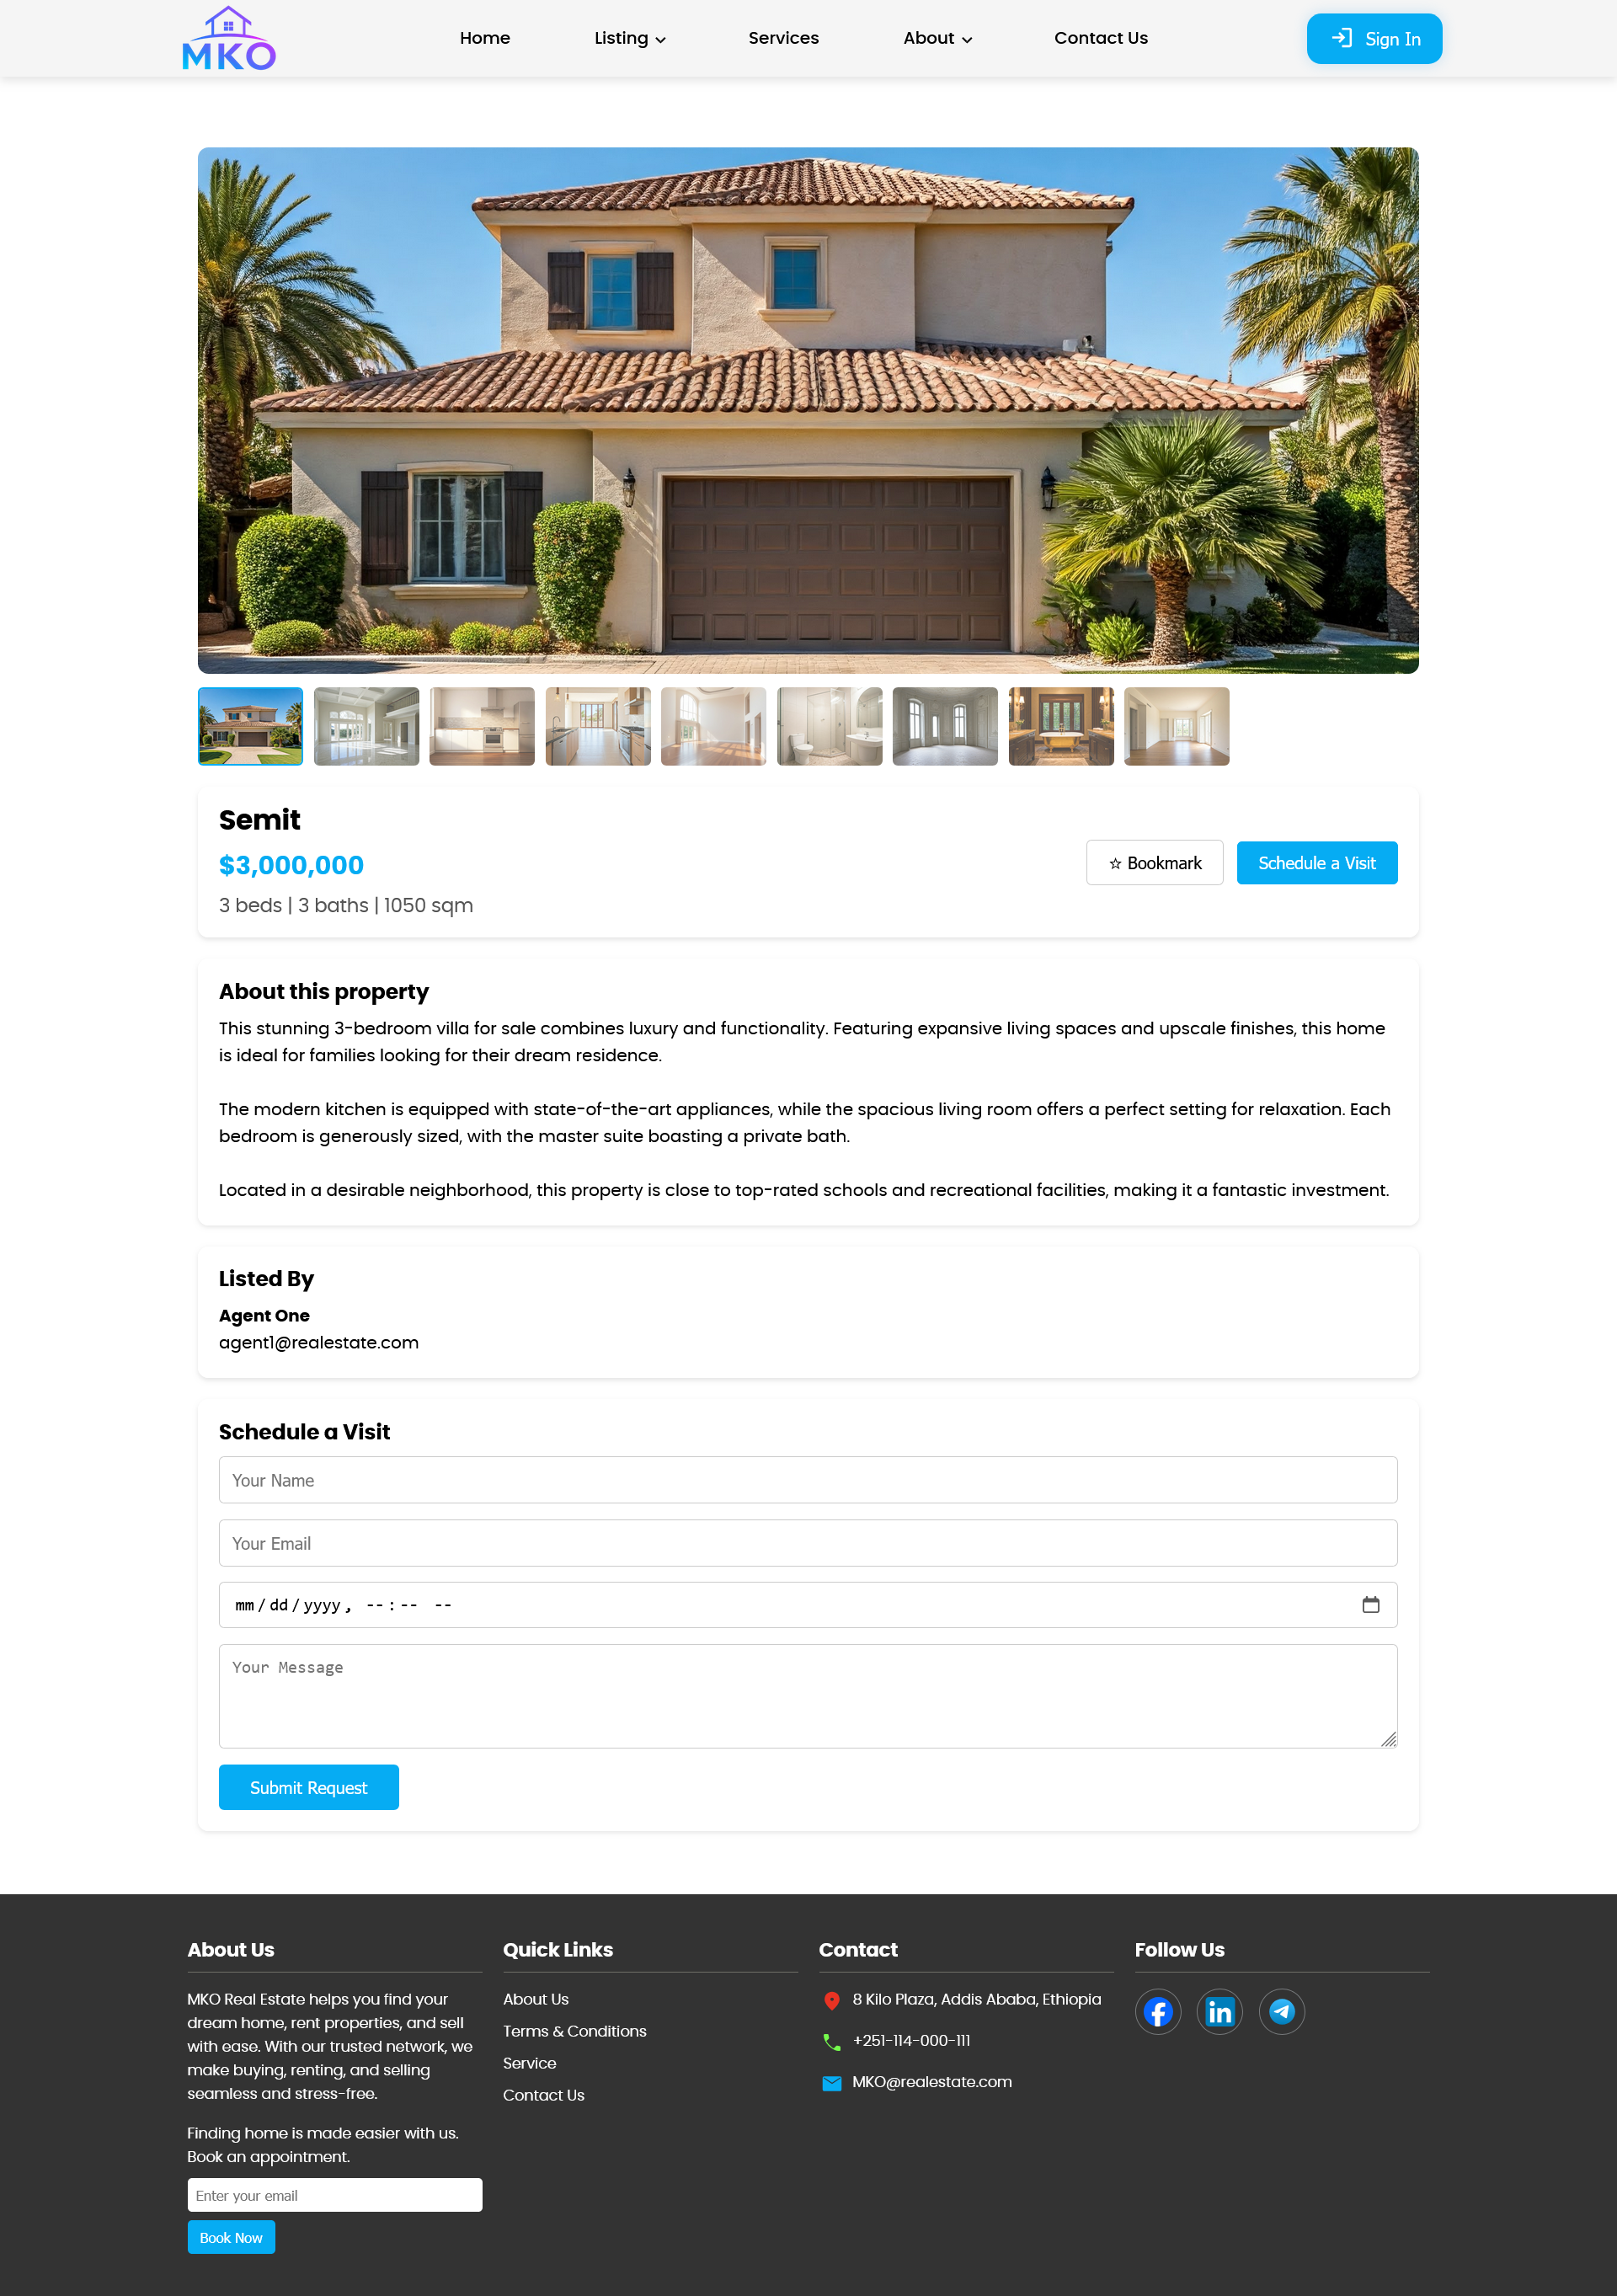 MKO
Home
Listing
Services
About
Contact Us
Sign In
Semit
$3,000,000
3 beds | 3 baths | 1050 sqm
☆ Bookmark
Schedule a Visit
About this property
This stunning 3-bedroom villa for sale combines luxury and functionality. Featuring expansive living spaces and upscale finishes, this home
is ideal for families looking for their dream residence.
The modern kitchen is equipped with state-of-the-art appliances, while the spacious living room offers a perfect setting for relaxation. Each
bedroom is generously sized, with the master suite boasting a private bath.
Located in a desirable neighborhood, this property is close to top-rated schools and recreational facilities, making it a fantastic investment.
Listed By
Agent One
agent1@realestate.com
Schedule a Visit
Your Name
Your Email
mm/dd/yyyy, --:-- --
Your Message
Submit Request
About Us
MKO Real Estate helps you find your
dream home, rent properties, and sell
with ease. With our trusted network, we
make buying, renting, and selling
seamless and stress-free.
Finding home is made easier with us.
Book an appointment.
Enter your email
Book Now
Quick Links
About Us
Terms & Conditions
Service
Contact Us
Contact
8 Kilo Plaza, Addis Ababa, Ethiopia
+251-114-000-111
MKO@realestate.com
Follow Us
f
in